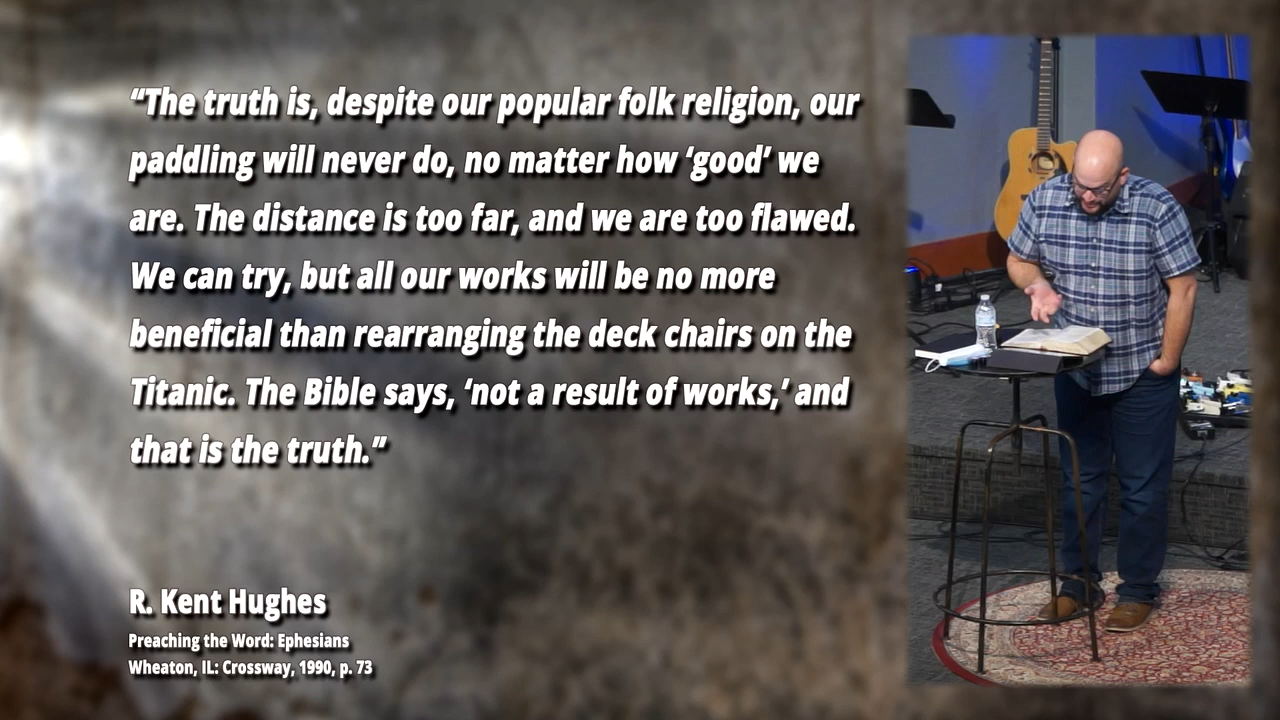 “The truth is, despite our popular folk religion, our
paddling will never do, no matter how ‘good’ we
are. The distance is too far, and we are too flawed.
We can try, but all our works will be no more
beneficial than rearranging the deck chairs on the
Titanic. The Bible says, ‘not a result of works,’ and
that is the truth.”
R. Kent Hughes
Preaching the Word: Ephesians
Wheaton, IL: Crossway, 1990, p. 73